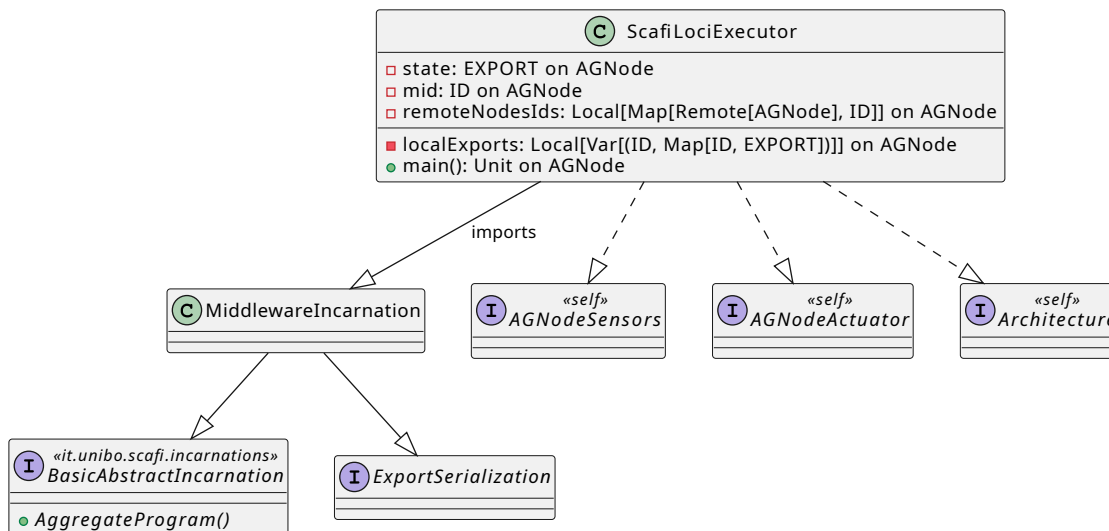 C ScafiLociExecutor
state: EXPORT on AGNode
mid: ID on AGNode
remoteNodesIds: Local[Map[Remote[AGNode], ID]] on AGNode
localExports: Local[Var[(ID, Map[ID, EXPORT])]] on AGNode
main(): Unit on AGNode
imports
C MiddlewareIncarnation
«self»
I AGNodeSensors
«self»
I AGNodeActuator
«self»
I Architecture
«it.unibo.scafi.incarnations»
I BasicAbstractIncarnation
AggregateProgram()
I ExportSerialization